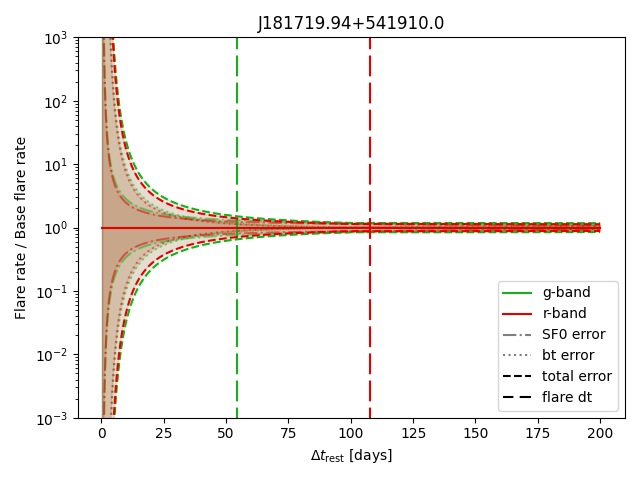 J181719.94+541910.0
Flare rate / Base flare rate
10³
10²
10¹
10⁰
10⁻¹
10⁻²
10⁻³
g-band
r-band
SF0 error
bt error
total error
flare dt
0 25 50 75 100 125 150 175 200
Δt_rest [days]